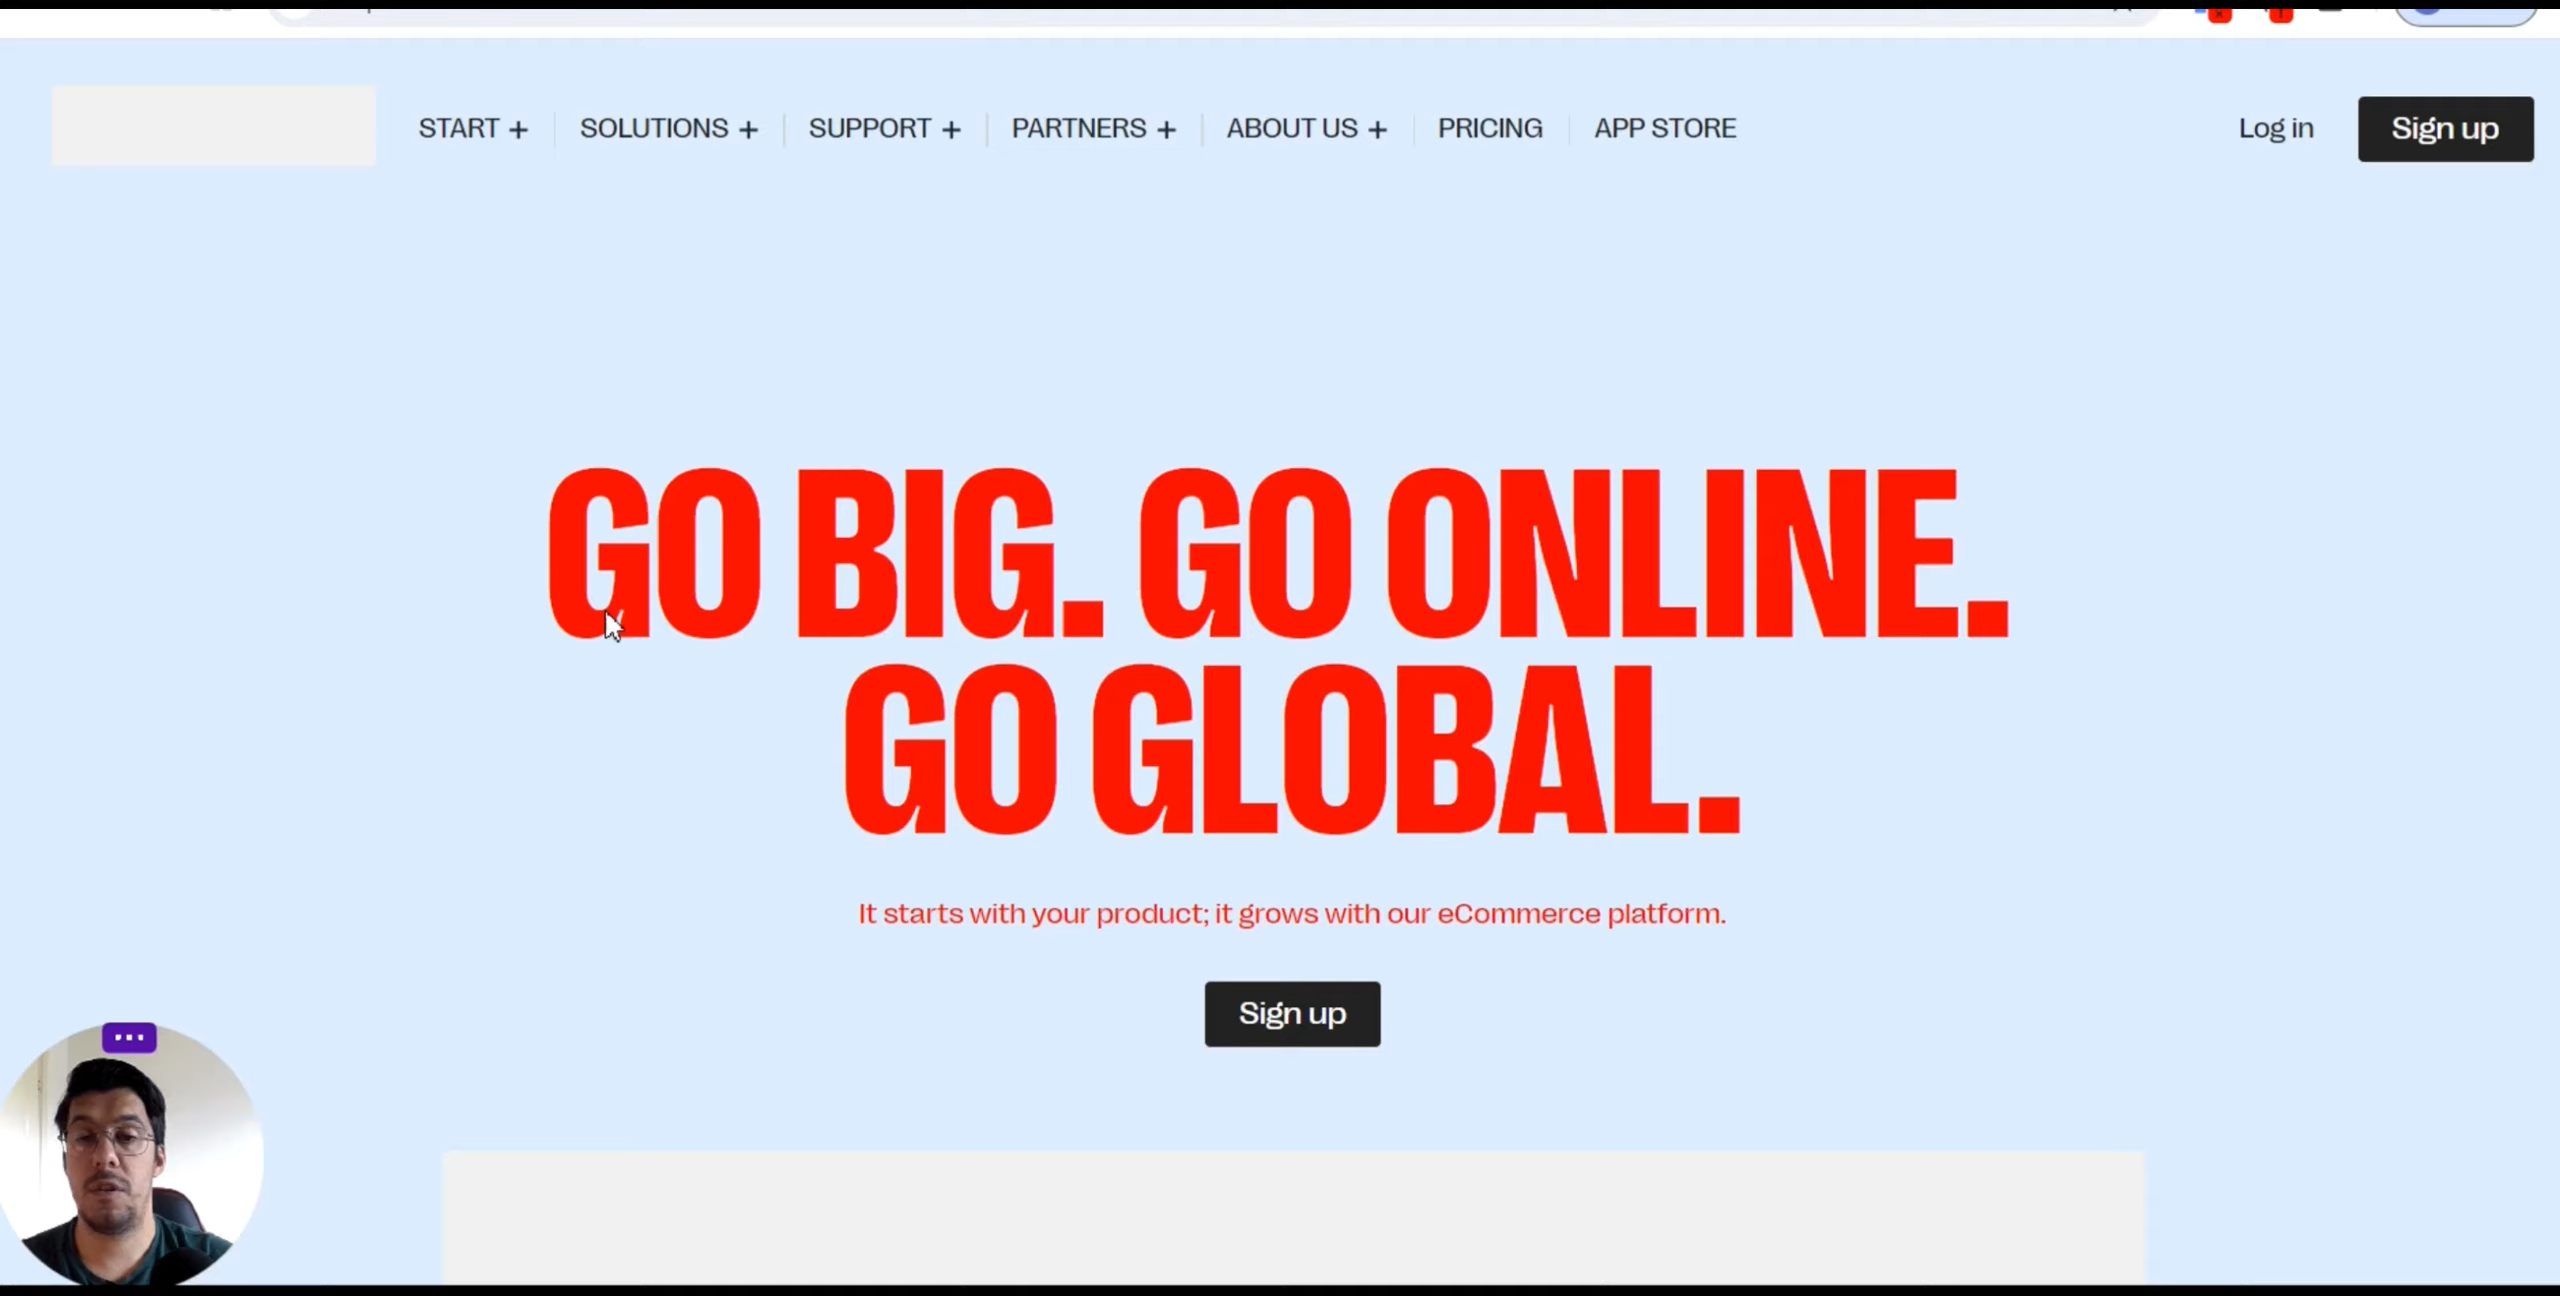 START + SOLUTIONS + SUPPORT + PARTNERS + ABOUT US + PRICING APP STORE Log in Sign up
GO BIG. GO ONLINE.
GO GLOBAL.
It starts with your product; it grows with our eCommerce platform.
Sign up